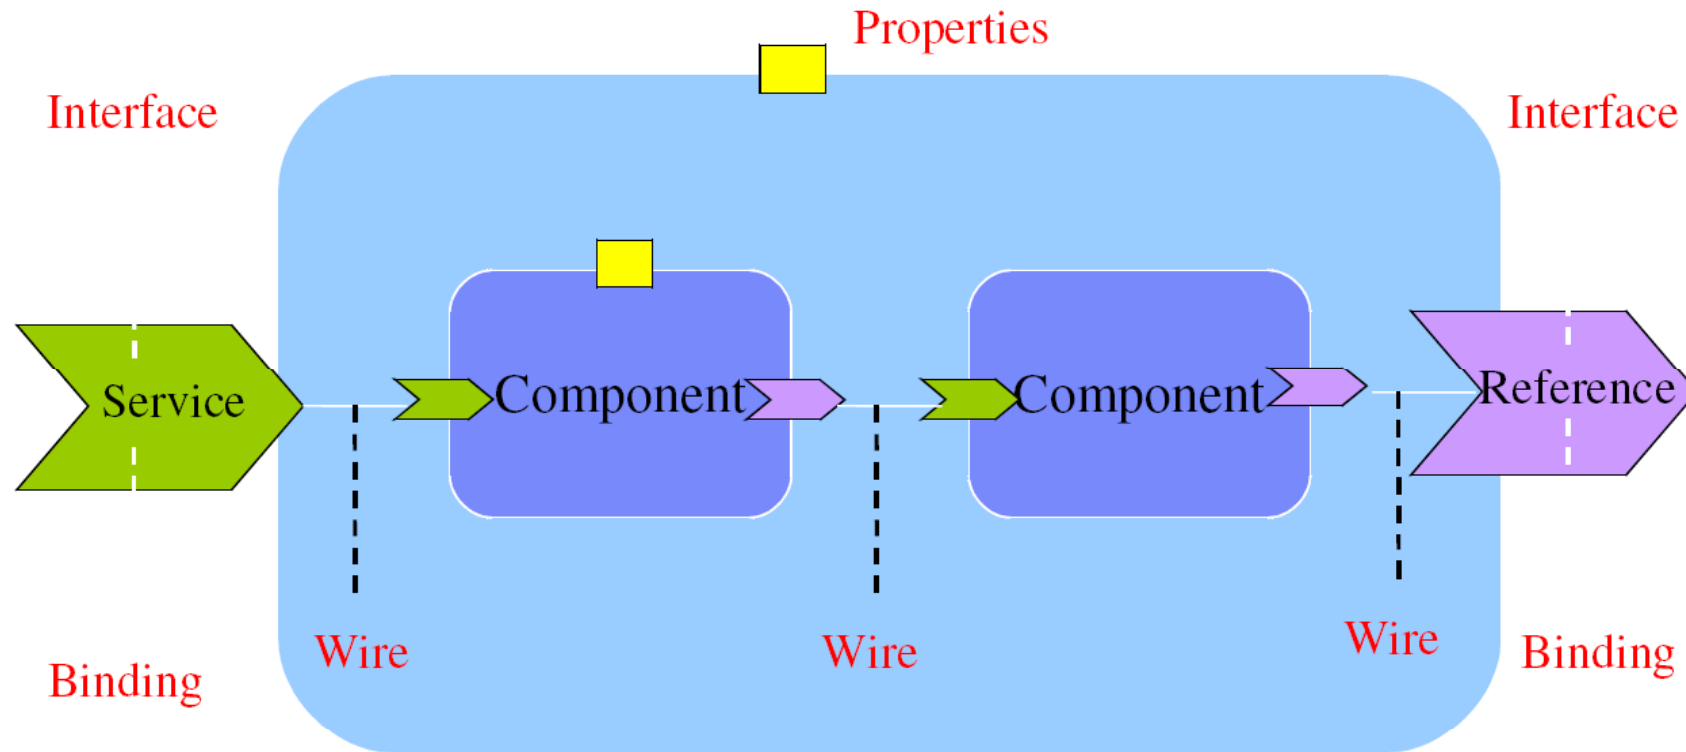 Properties
Interface
Interface
Service
Component
Component
Reference
Wire
Wire
Wire
Binding
Binding